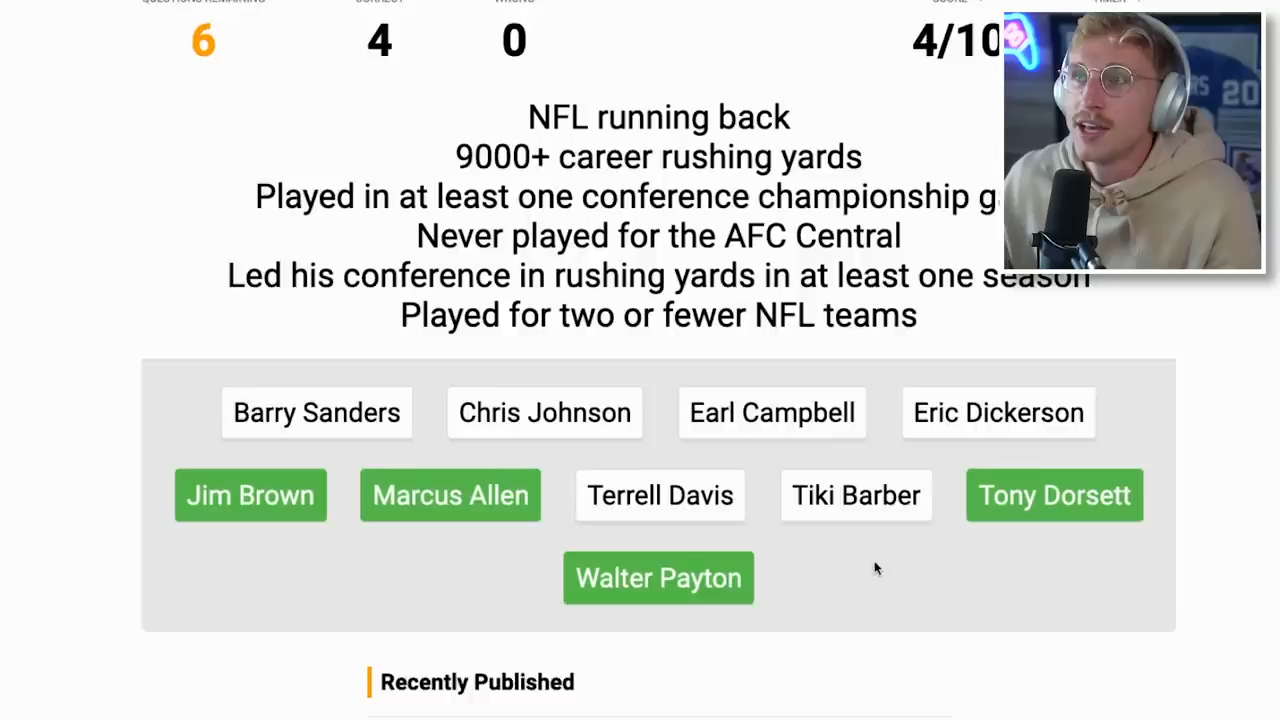 6 4 0 4/10
NFL running back
9000+ career rushing yards
Played in at least one conference championship
Never played for the AFC Central
Led his conference in rushing yards in at least one season
Played for two or fewer NFL teams
Barry Sanders Chris Johnson Earl Campbell Eric Dickerson
Jim Brown Marcus Allen Terrell Davis Tiki Barber Tony Dorsett
Walter Payton
Recently Published
20